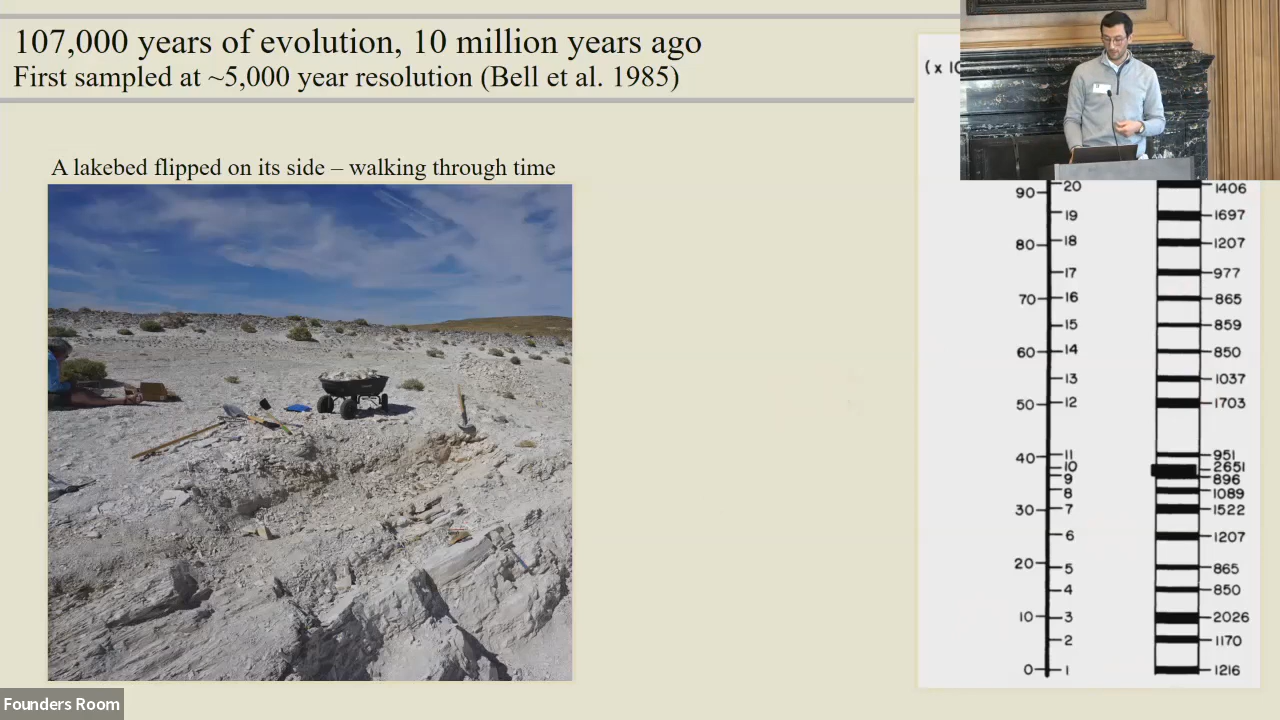 107,000 years of evolution, 10 million years ago
First sampled at ~5,000 year resolution (Bell et al. 1985)
A lakebed flipped on its side – walking through time
(x 10
90 20 1406
19 1697
80 18 1207
17 977
70 16 865
15 859
60 14 850
13 1037
50 12 1703
40 11 951
10 2651
9 896
8 1089
30 7 1522
6 1207
20 5 865
4 850
10 3 2026
2 1170
0 1 1216
Founders Room